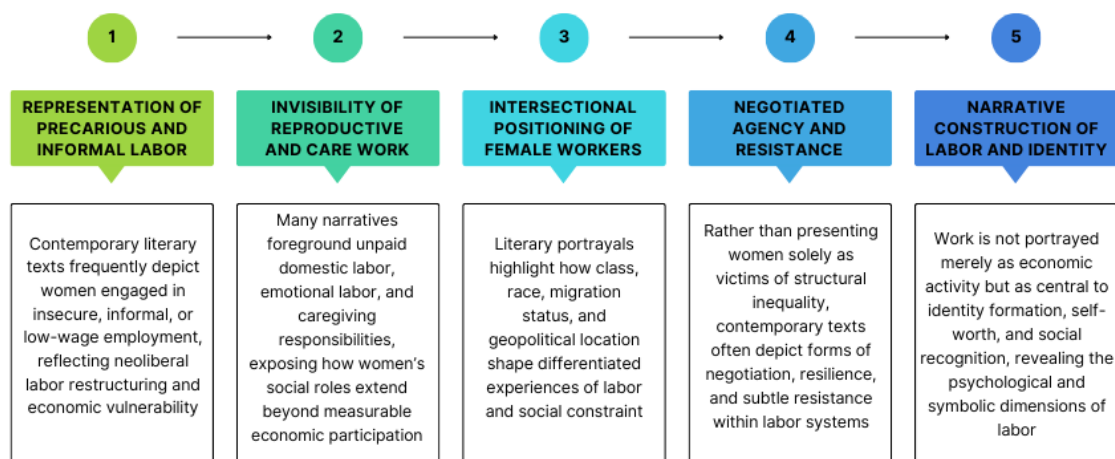 1
2
3
4
5
REPRESENTATION OF
PRECARIOUS AND
INFORMAL LABOR
INVISIBILITY OF
REPRODUCTIVE
AND CARE WORK
INTERSECTIONAL
POSITIONING OF
FEMALE WORKERS
NEGOTIATED
AGENCY AND
RESISTANCE
NARRATIVE
CONSTRUCTION OF
LABOR AND IDENTITY
Contemporary literary
texts frequently depict
women engaged in
insecure, informal, or
low-wage employment,
reflecting neoliberal
labor restructuring and
economic vulnerability
Many narratives
foreground unpaid
domestic labor,
emotional labor, and
caregiving
responsibilities,
exposing how women's
social roles extend
beyond measurable
economic participation
Literary portrayals
highlight how class,
race, migration
status, and
geopolitical location
shape differentiated
experiences of labor
and social constraint
Rather than presenting
women solely as
victims of structural
inequality,
contemporary texts
often depict forms of
negotiation, resilience,
and subtle resistance
within labor systems
Work is not portrayed
merely as economic
activity but as central to
identity formation, self-
worth, and social
recognition, revealing the
psychological and
symbolic dimensions of
labor